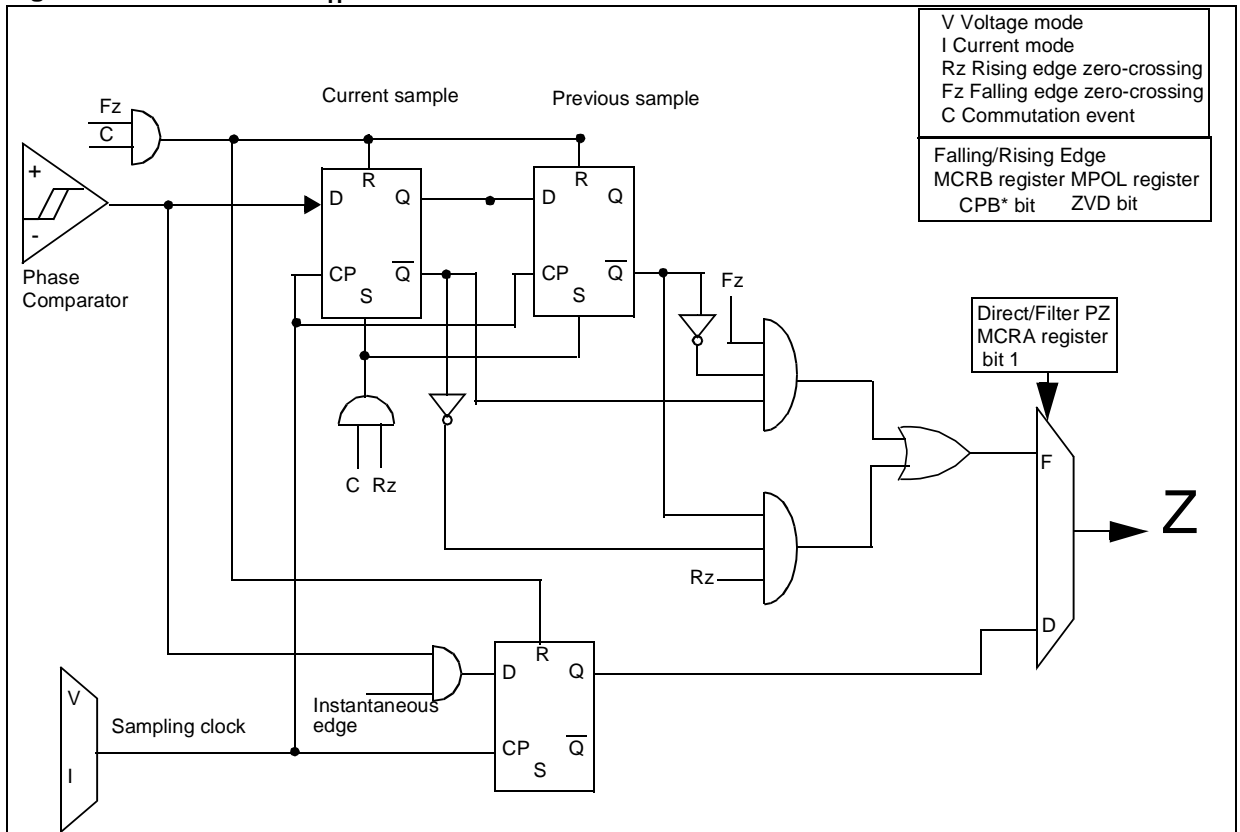 V Voltage mode
I Current mode
Rz Rising edge zero-crossing
Fz Falling edge zero-crossing
C Commutation event
Falling/Rising Edge
MCRB register MPOL register
CPB* bit ZVD bit
Current sample
Previous sample
Fz
C
+
-
Phase
Comparator
D
R
Q
CP
Q
S
D
R
Q
CP
Q
S
Fz
C Rz
Direct/Filter PZ
MCRA register
bit 1
F
Z
Rz
D
Instantaneous
edge
D
R
Q
CP
Q
S
V
Sampling clock
I